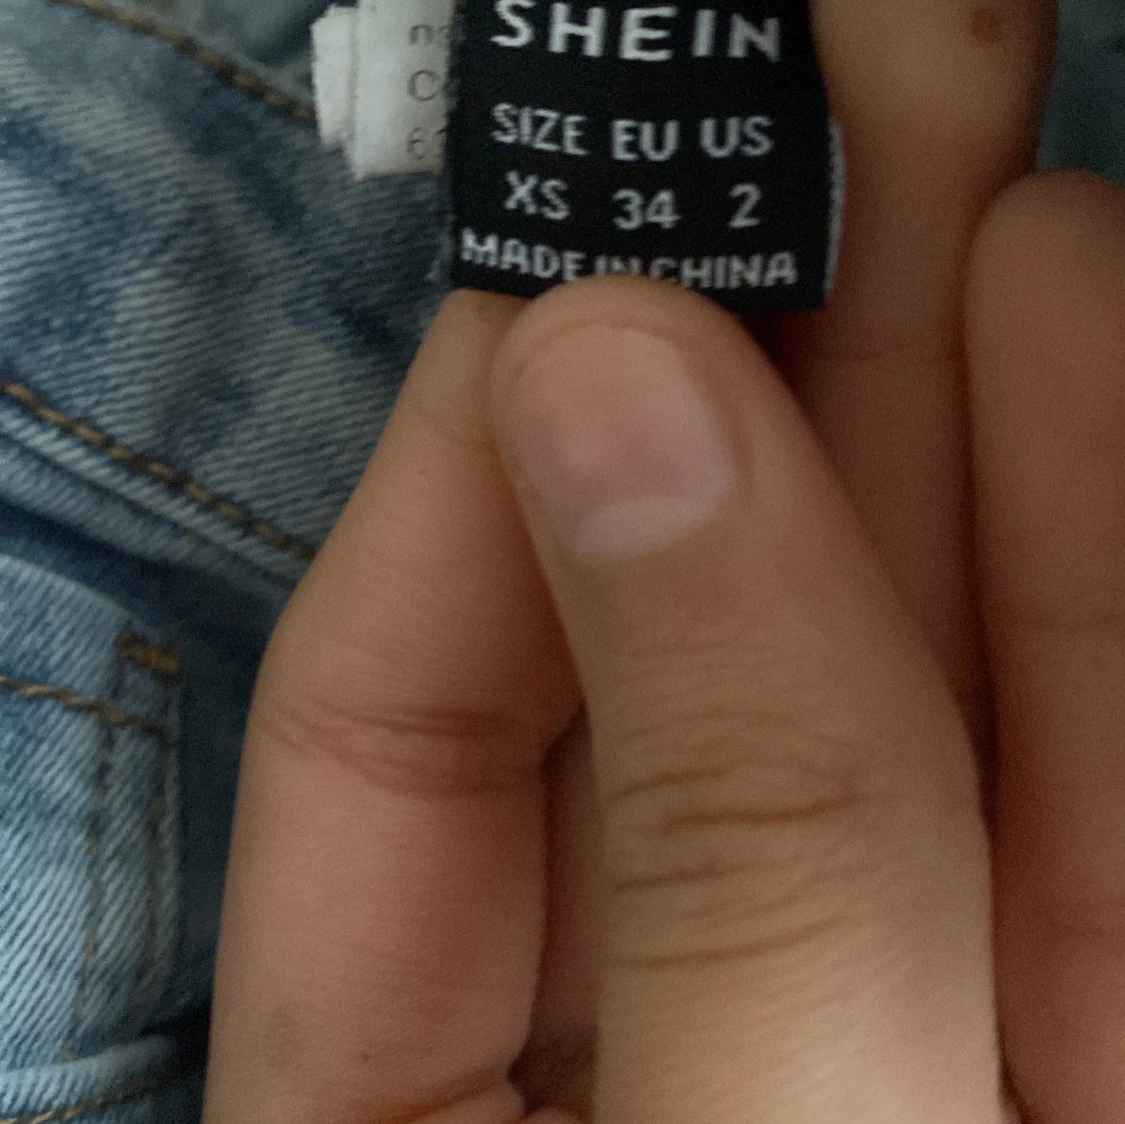 SHEIN
SIZE EU US
XS 34 2
MADE IN CHINA